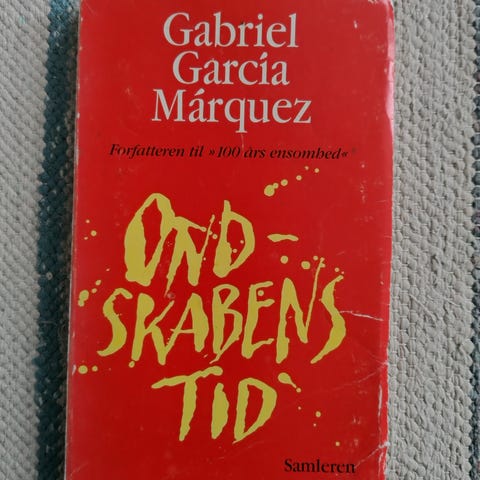 Gabriel
García
Márquez
Forfatteren til »100 års ensomhed«
OND-
SKABENS
TID
Samleren